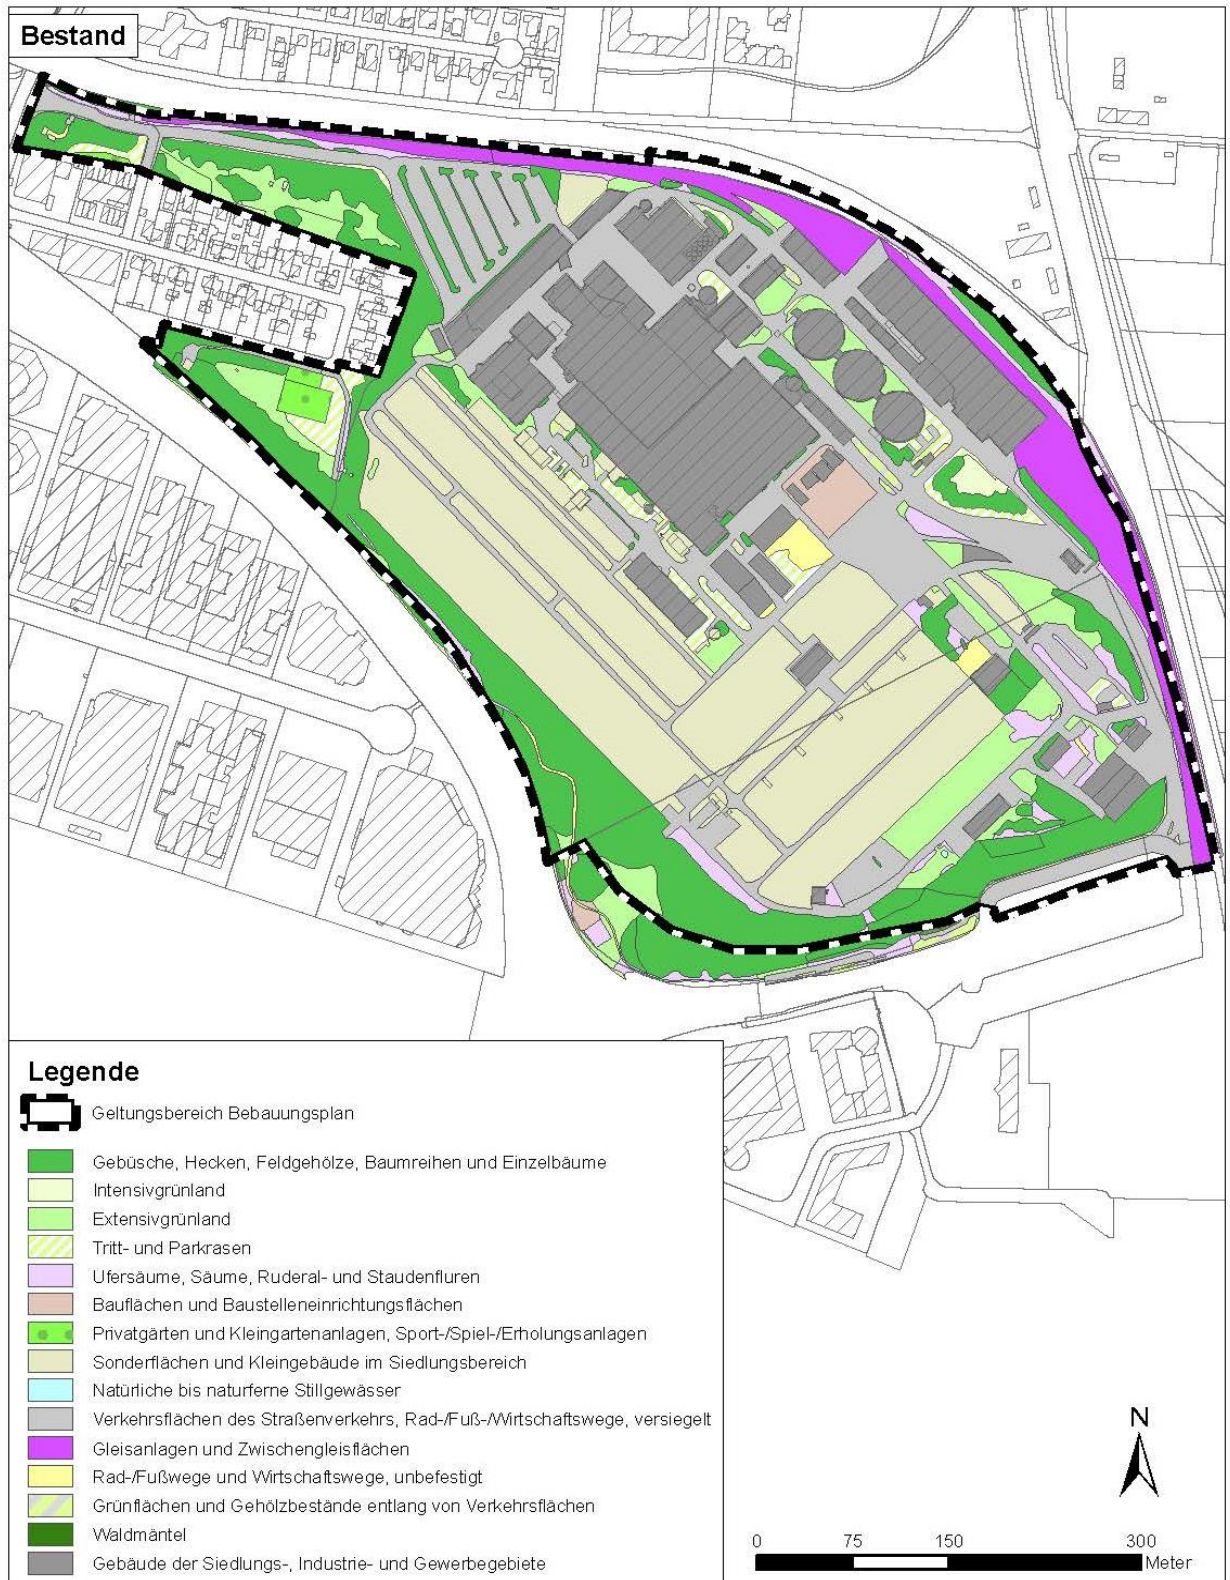 Bestand
Legende
Geltungsbereich Bebauungsplan
Gebüsche, Hecken, Feldgehölze, Baumreihen und Einzelbäume
Intensivgrünland
Extensivgrünland
Tritt- und Parkrasen
Ufersäume, Säume, Ruderal- und Staudenfluren
Bauflächen und Baustelleneinrichtungsflächen
Privatgärten und Kleingartenanlagen, Sport-/Spiel-/Erholungsanlagen
Sonderflächen und Kleingebäude im Siedlungsbereich
Natürliche bis naturferne Stillgewässer
Verkehrsflächen des Straßenverkehrs, Rad-/Fuß-/Wirtschaftswege, versiegelt
Gleisanlagen und Zwischengleisflächen
Rad-/Fußwege und Wirtschaftswege, unbefestigt
Grünflächen und Gehölzbestände entlang von Verkehrsflächen
Waldmäntel
Gebäude der Siedlungs-, Industrie- und Gewerbegebiete
N
0 75 150 300
Meter